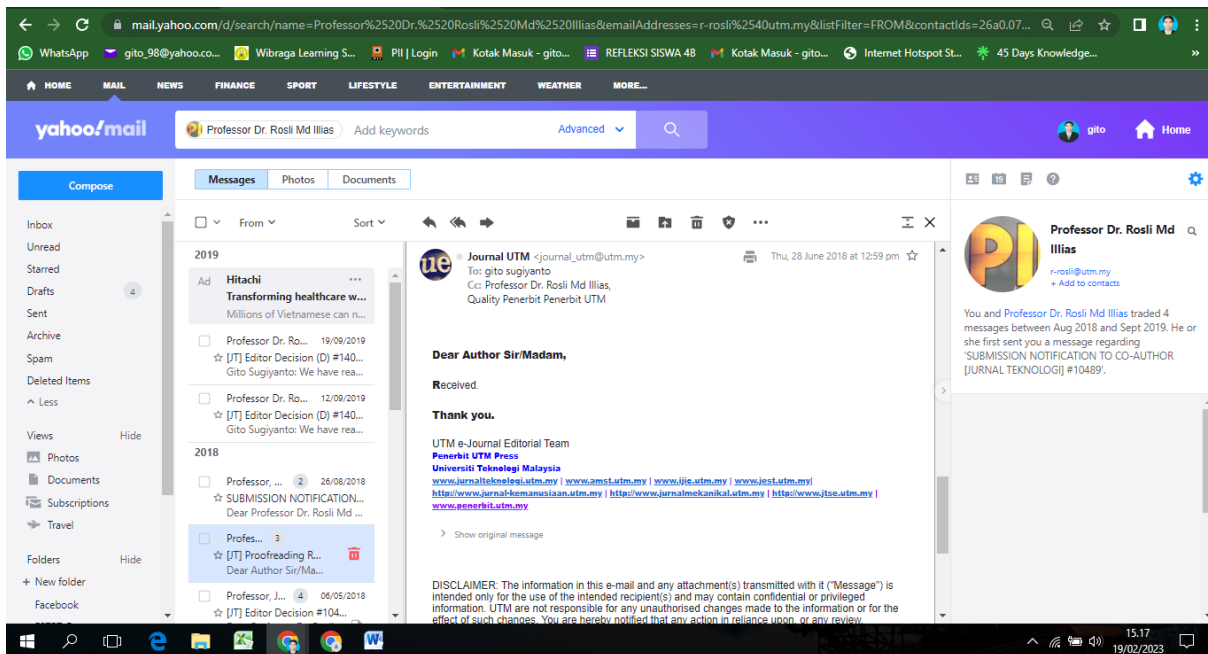 mail.yahoo.com/d/search/name=Professor%2520Dr.%2520Rosli%2520Md%2520Illias&emailAddresses=r-rosli%2540utm.my&listFilter=FROM&contactIds=26a0.07...
WhatsApp gito_98@yahoo.co... Wibraga Learning S... PII | Login Kotak Masuk - gito... REFLEKSI SISWA 4B Kotak Masuk - gito... Internet Hotspot St... 45 Days Knowledge... »
HOME MAIL NEWS FINANCE SPORT LIFESTYLE ENTERTAINMENT WEATHER MORE...
yahoo!mail Professor Dr. Rosli Md Illias Add keywords Advanced gito Home
Compose
Inbox
Unread
Starred
Drafts 4
Sent
Archive
Spam
Deleted Items
Less
Views Hide
Photos
Documents
Subscriptions
Travel
Folders Hide
+ New folder
Facebook
Messages Photos Documents
From Sort
2019
Ad Hitachi ...
Transforming healthcare w...
Millions of Vietnamese can n...
Professor Dr. Ro... 19/09/2019
[JT] Editor Decision (D) #140...
Gito Sugiyanto: We have rea...
Professor Dr. Ro... 12/09/2019
[JT] Editor Decision (D) #140...
Gito Sugiyanto: We have rea...
2018
Professor, ... 2 26/08/2018
SUBMISSION NOTIFICATION...
Dear Professor Dr. Rosli Md ...
Profes... 3
[JT] Proofreading R...
Dear Author Sir/Ma...
Professor, J... 4 06/05/2018
[JT] Editor Decision #104...
ue
Journal UTM <journal_utm@utm.my> Thu, 28 June 2018 at 12:59 pm
To: gito sugiyanto
Cc: Professor Dr. Rosli Md Illias,
Quality Penerbit Penerbit UTM
Dear Author Sir/Madam,
Received.
Thank you.
UTM e-Journal Editorial Team
Penerbit UTM Press
Universiti Teknologi Malaysia
www.jurnalteknologi.utm.my | www.amst.utm.my | www.ijie.utm.my | www.jest.utm.my|
http://www.jurnal-kemanusiaan.utm.my | http://www.jurnalmekanikal.utm.my | http://www.jtse.utm.my |
www.penerbit.utm.my
Show original message
DISCLAIMER: The information in this e-mail and any attachment(s) transmitted with it ("Message") is
intended only for the use of the intended recipient(s) and may contain confidential or privileged
information. UTM are not responsible for any unauthorised changes made to the information or for the
effect of such changes. You are hereby notified that any action in reliance upon, or any review,
19
PI
Professor Dr. Rosli Md
Illias
r-rosli@utm.my
+ Add to contacts
You and Professor Dr. Rosli Md Illias traded 4
messages between Aug 2018 and Sept 2019. He or
she first sent you a message regarding
'SUBMISSION NOTIFICATION TO CO-AUTHOR
[JURNAL TEKNOLOGI] #10489'.
15.17
19/02/2023